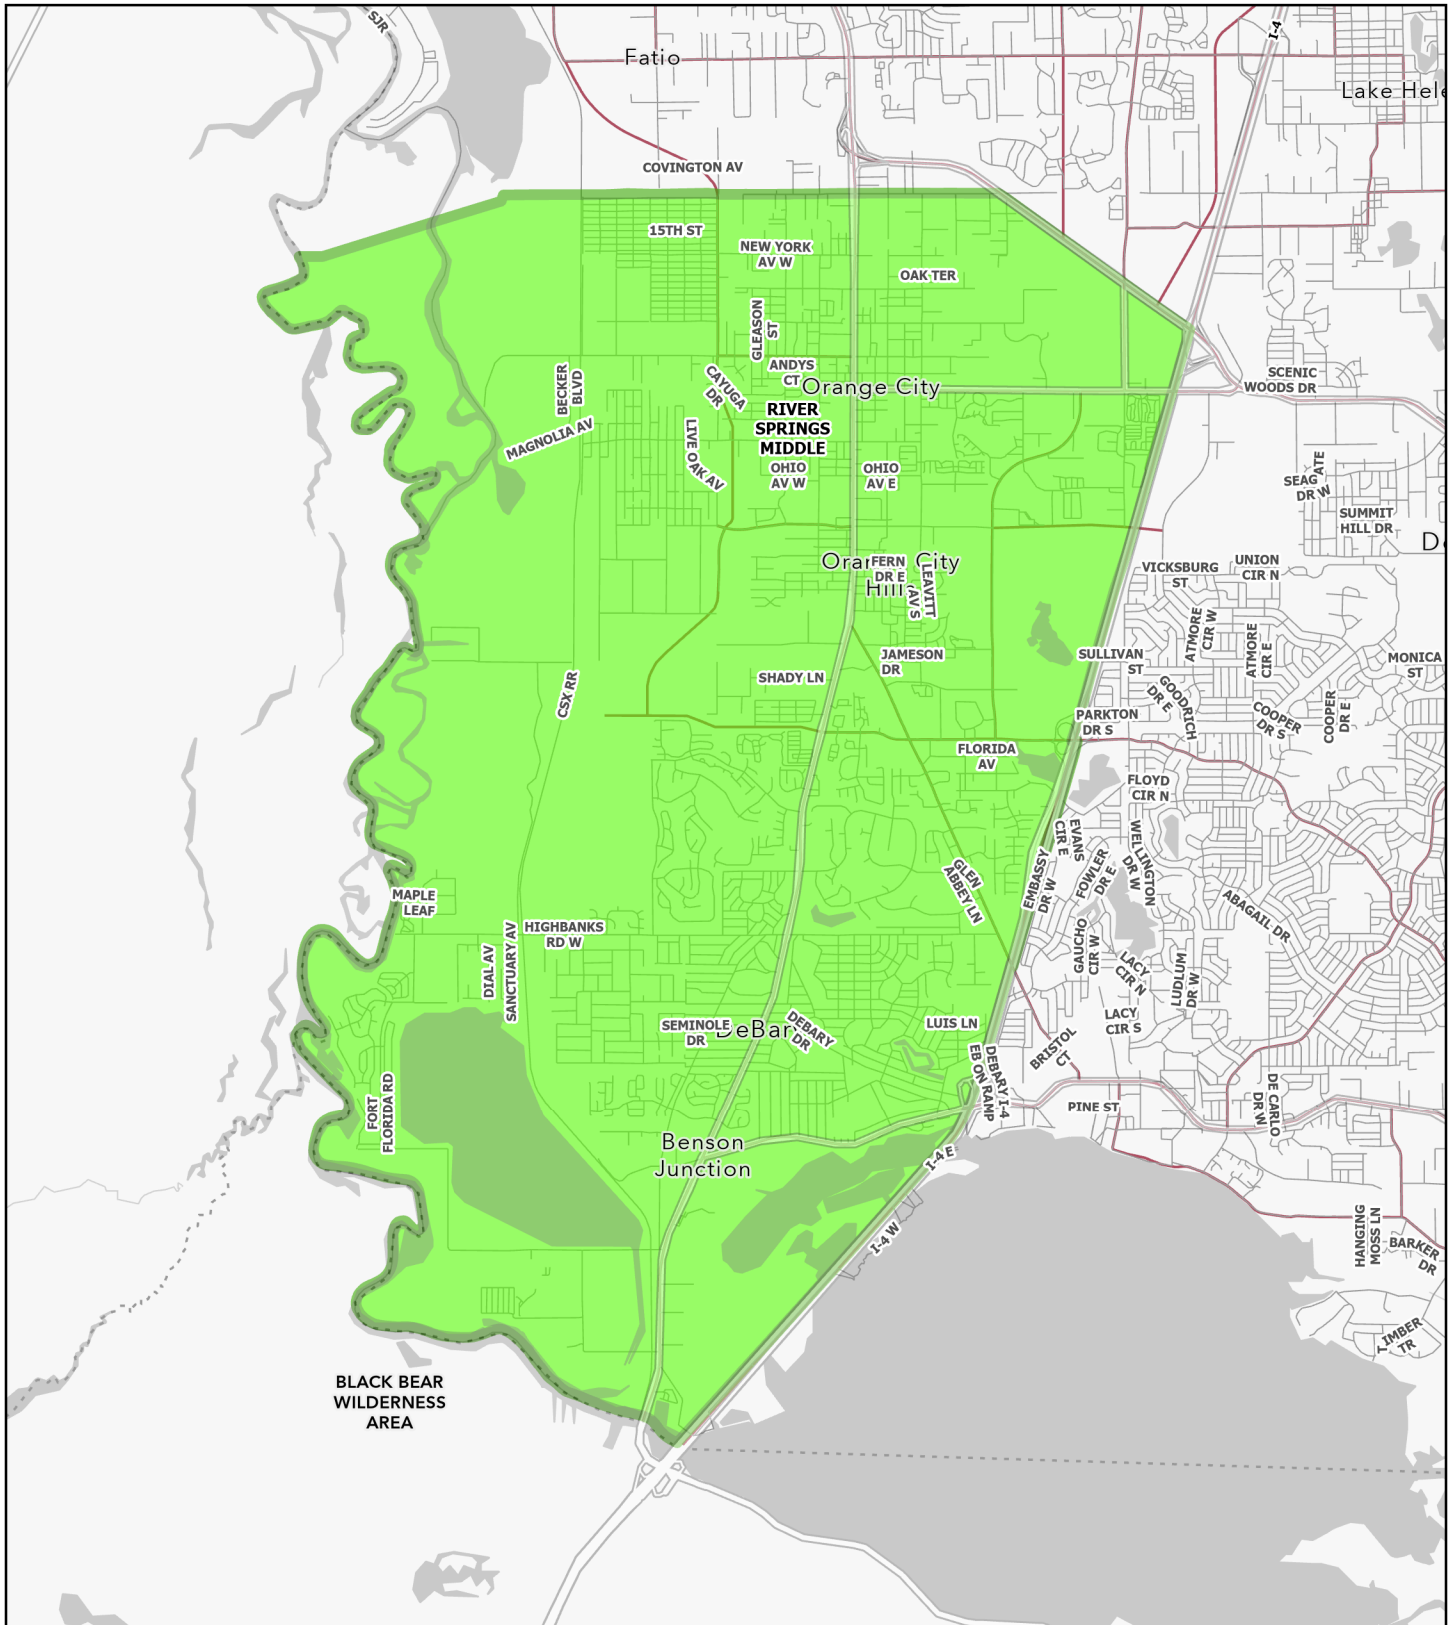 SJR
I-4
Fatio
Lake Hele
COVINGTON AV
15TH ST
NEW YORK
AV W
OAK TER
GLEASON
ST
ANDYS
CT
BECKER
BLVD
CAYUGA
DR
Orange City
SCENIC
WOODS DR
RIVER
SPRINGS
MIDDLE
MAGNOLIA AV
LIVE OAK AV
OHIO
AV W
OHIO
AV E
SEAGATE
DR W
SUMMIT
HILL DR
De
FERN
DR E
LEAVITT
AV S
VICKSBURG
ST
UNION
CIR N
ATMORE
CIR W
ATMORE
CIR E
JAMESON
DR
SULLIVAN
ST
MONICA
ST
SHADY LN
CSX RR
GOODRICH
DR E
COOPER
DR S
COOPER
DR E
PARKTON
DR S
FLORIDA
AV
FLOYD
CIR N
EVANS
CIR E
WELLINGTON
DR W
EMBASSY
DR W
FOWLER
DR E
GLEN
ABBEY LN
MAPLE
LEAF
ABAGAIL DR
HIGHBANKS
RD W
DIAL AV
SANCTUARY AV
GAUCHO
CIR W
LACY
CIR N
LUDLUM
DR W
LACY
CIR S
SEMINOLE
DR
DeBary
DEBARY
DR
LUIS LN
BRISTOL
CT
DEBARY I-4
EB ON RAMP
FORT
FLORIDA RD
PINE ST
DE CARLO
DR W
Benson
Junction
I-4 E
I-4 W
HANGING
MOSS LN
BARKER
DR
TIMBER
TR
BLACK BEAR
WILDERNESS
AREA